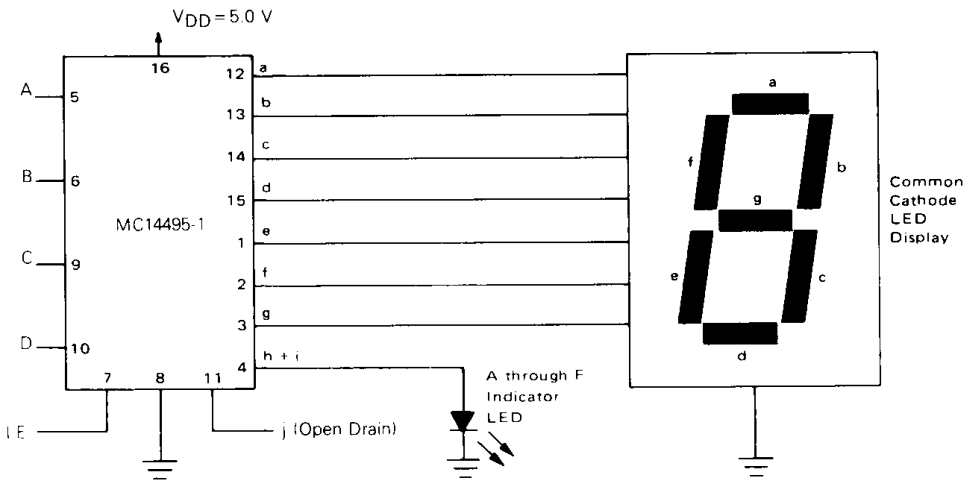 VDD = 5.0 V
16
A
5
B
6
C
9
D
10
MC14495-1
12
a
13
b
14
c
15
d
1
e
2
f
3
g
4
h + i
7
8
11
LE
j (Open Drain)
A through F
Indicator
LED
a
f
b
g
e
c
d
Common
Cathode
LED
Display